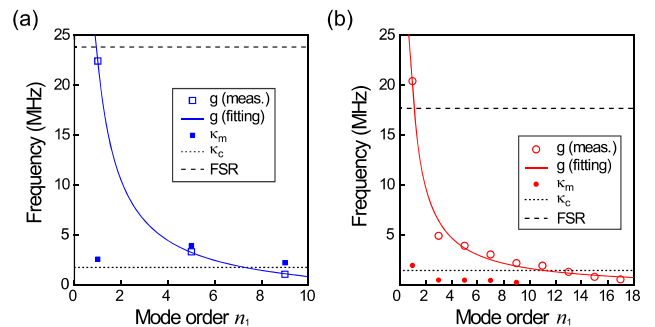 (a)
Frequency (MHz)
25
20
15
10
5
0
0 2 4 6 8 10
Mode order n₁
g (meas.)
g (fitting)
κₘ
κ꜀
FSR
(b)
Frequency (MHz)
25
20
15
10
5
0
0 2 4 6 8 10 12 14 16 18
Mode order n₁
g (meas.)
g (fitting)
κₘ
κ꜀
FSR